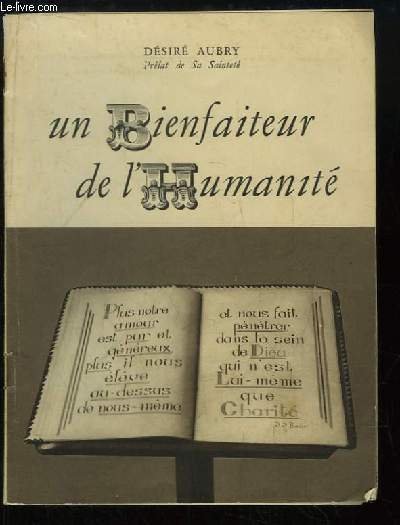 Le-Livre.com
DÉSIRÉ AUBRY
Prélat de Sa Sainteté
un Bienfaiteur
de l'Humanité
Plus notre
amour
est pur et
généreux,
plus il nous
élève
au-dessus
de nous-même
et nous fait
pénétrer
dans le sein
de Dieu
qui n'est
Lui-même
que
Charité